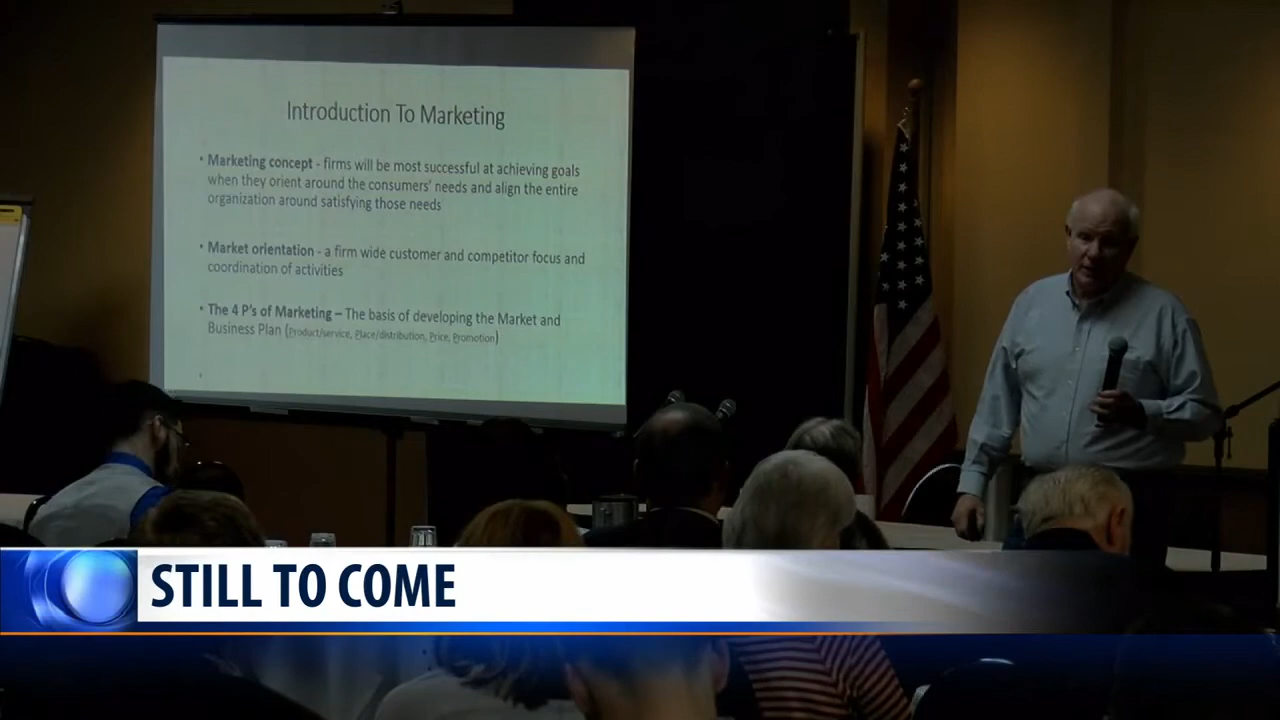 Introduction To Marketing
• Marketing concept - firms will be most successful at achieving goals
when they orient around the consumers' needs and align the entire
organization around satisfying those needs
• Market orientation - a firm wide customer and competitor focus and
coordination of activities
• The 4 P's of Marketing – The basis of developing the Market and
Business Plan (Product/service, Place/distribution, Price, Promotion)
STILL TO COME